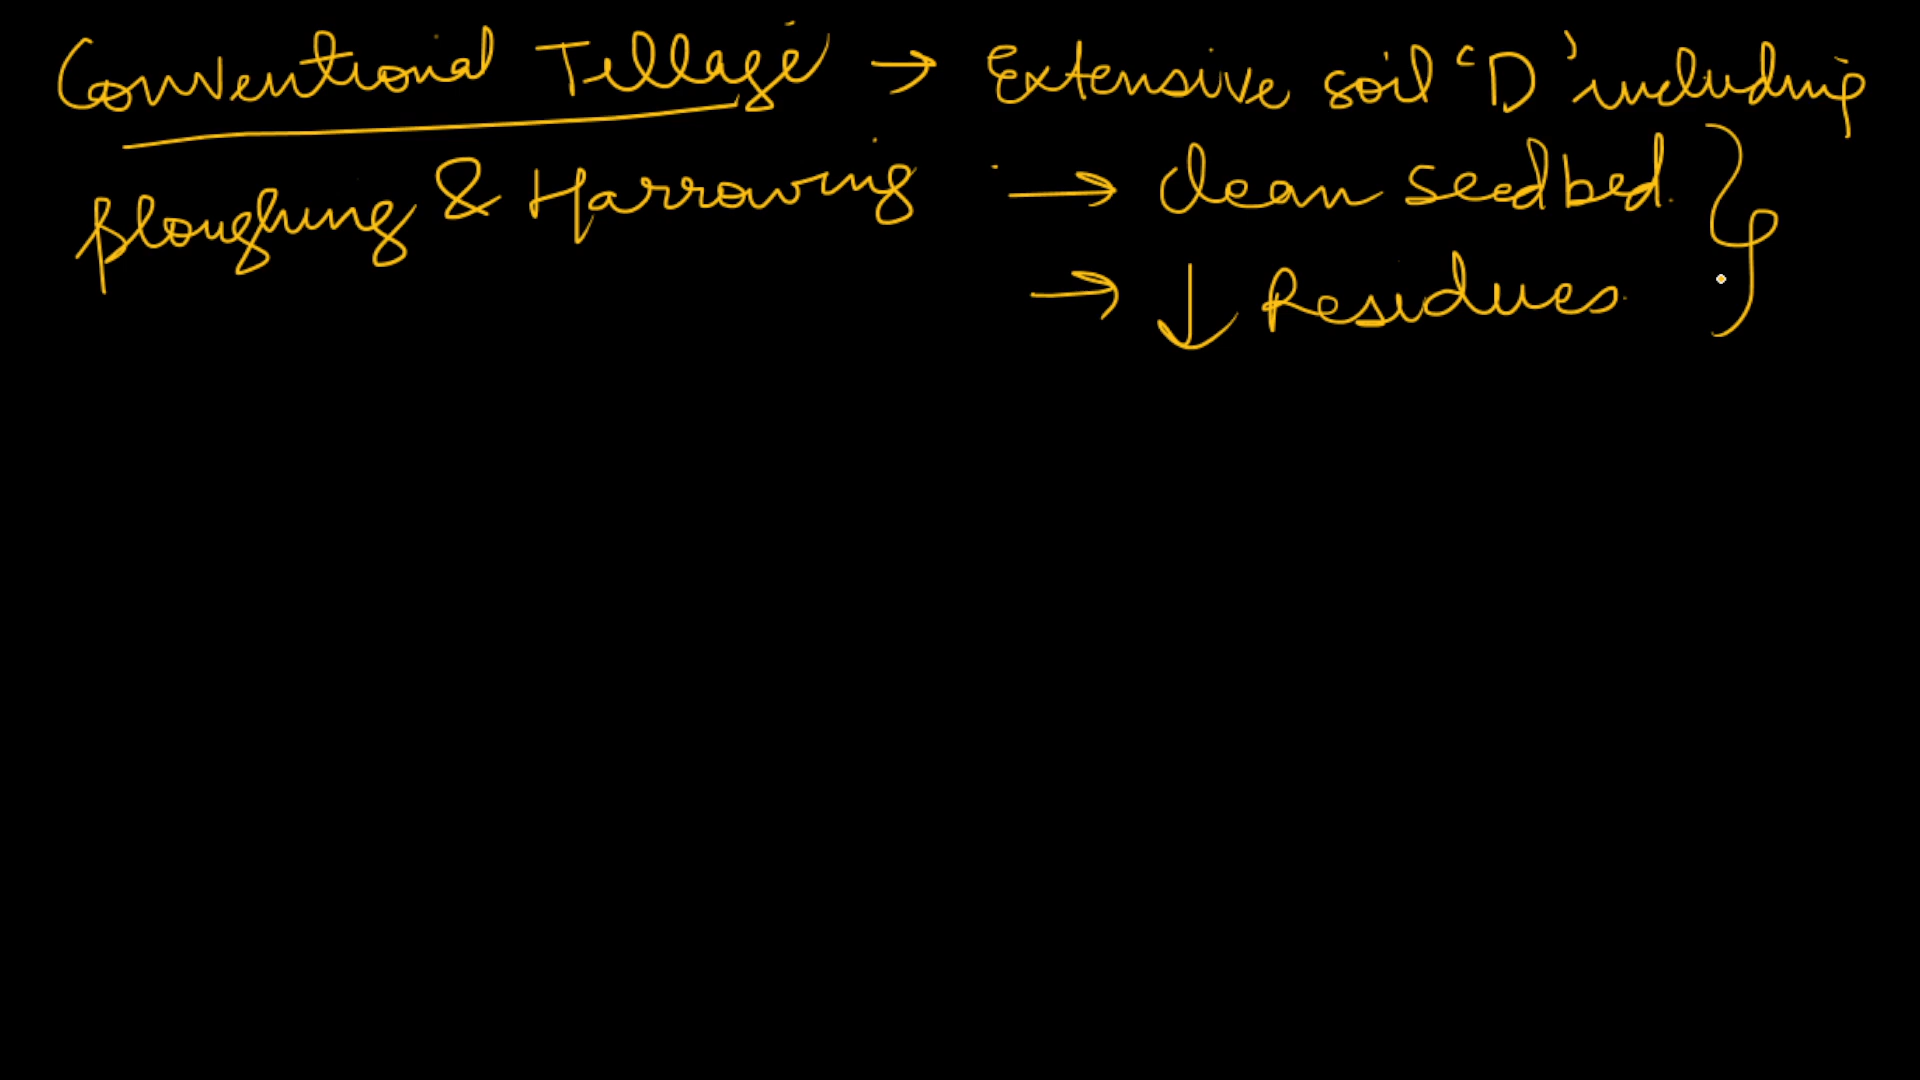 Conventional Tillage → Extensive soil 'D' including
ploughing & Harrowing → clean seedbed.
→ ↓ Residues.